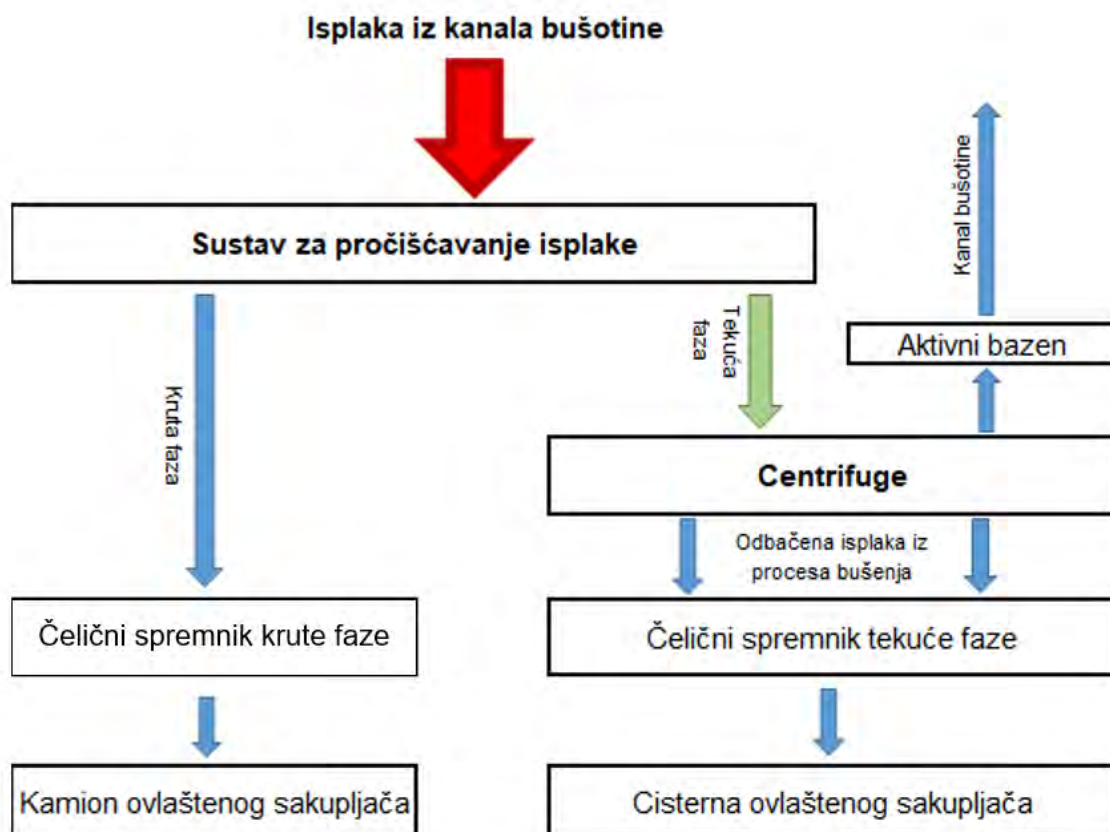 Isplaka iz kanala bušotine
Sustav za pročišćavanje isplake
Kanal bušotine
Tekuća
faza
Aktivni bazen
Kruta faza
Centrifuge
Odbačena isplaka iz
procesa bušenja
Čelični spremnik krute faze
Čelični spremnik tekuće faze
Kamion ovlaštenog sakupljača
Cisterna ovlaštenog sakupljača